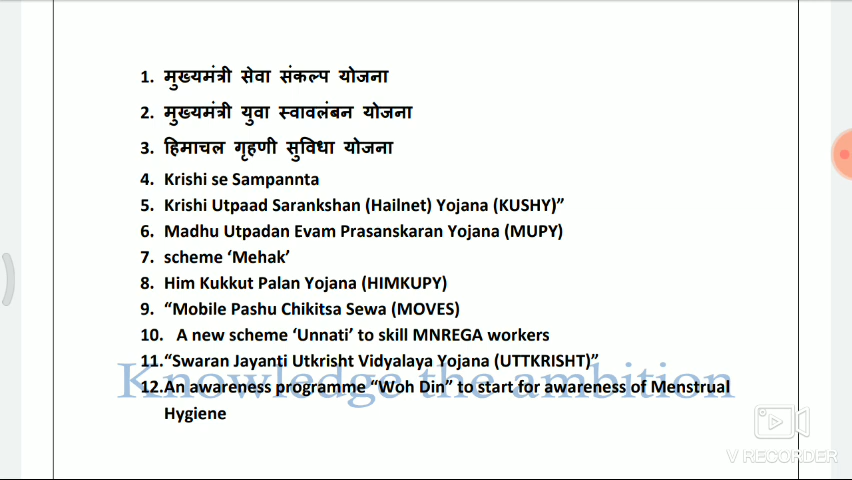 1. मुख्यमंत्री सेवा संकल्प योजना
2. मुख्यमंत्री युवा स्वावलंबन योजना
3. हिमाचल गृहणी सुविधा योजना
4. Krishi se Sampannta
5. Krishi Utpaad Sarankshan (Hailnet) Yojana (KUSHY)”
6. Madhu Utpadan Evam Prasanskaran Yojana (MUPY)
7. scheme ‘Mehak’
8. Him Kukkut Palan Yojana (HIMKUPY)
9. “Mobile Pashu Chikitsa Sewa (MOVES)
10. A new scheme ‘Unnati’ to skill MNREGA workers
11.“Swaran Jayanti Utkrisht Vidyalaya Yojana (UTTKRISHT)”
Knowledge the ambition
12.An awareness programme “Woh Din” to start for awareness of Menstrual
Hygiene
V RECORDER